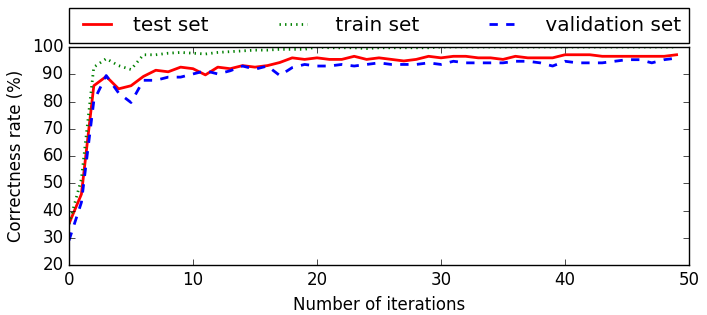 test set train set validation set
100
90
80
70
60
50
40
30
20
0 10 20 30 40 50
Correctness rate (%)
Number of iterations